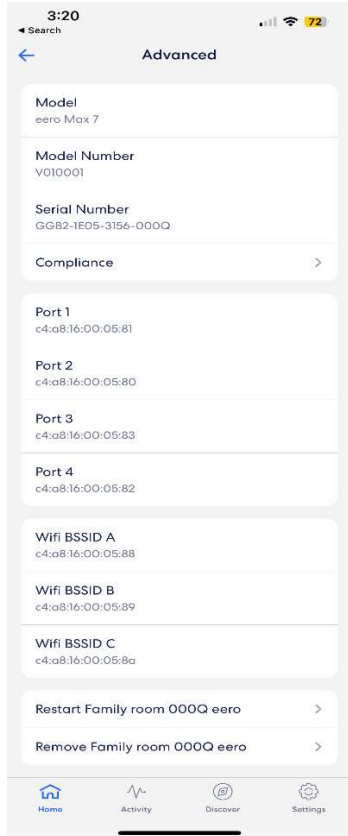 3:20
72
Search
Advanced
Model
eero Max 7
Model Number
V010001
Serial Number
GGB2-1E05-3156-000Q
Compliance
Port 1
c4:a8:16:00:05:81
Port 2
c4:a8:16:00:05:80
Port 3
c4:a8:16:00:05:83
Port 4
c4:a8:16:00:05:82
Wifi BSSID A
c4:a8:16:00:05:88
Wifi BSSID B
c4:a8:16:00:05:89
Wifi BSSID C
c4:a8:16:00:05:8a
Restart Family room 000Q eero
Remove Family room 000Q eero
Home Activity Discover Settings